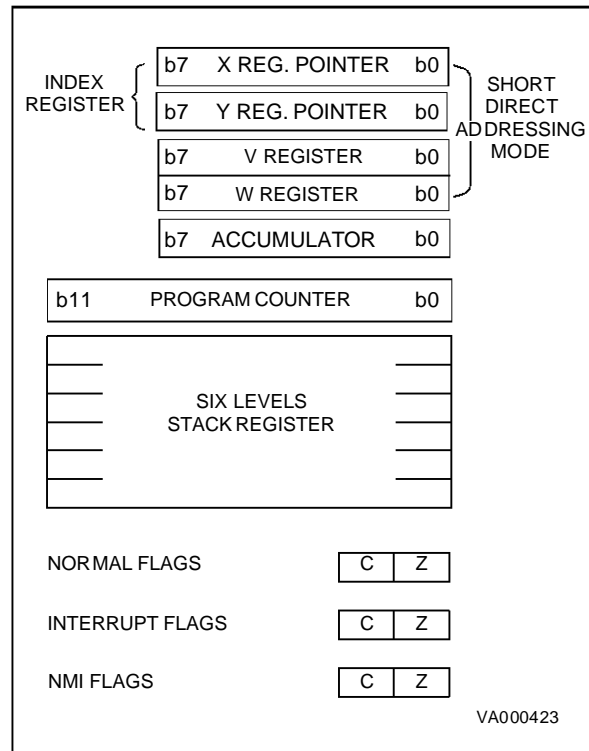 b7 X REG. POINTER b0
INDEX
REGISTER
b7 Y REG. POINTER b0
SHORT
DIRECT
ADDRESSING
MODE
b7 V REGISTER b0
b7 W REGISTER b0
b7 ACCUMULATOR b0
b11 PROGRAM COUNTER b0
SIX LEVELS
STACK REGISTER
NORMAL FLAGS C Z
INTERRUPT FLAGS C Z
NMI FLAGS C Z
VA000423